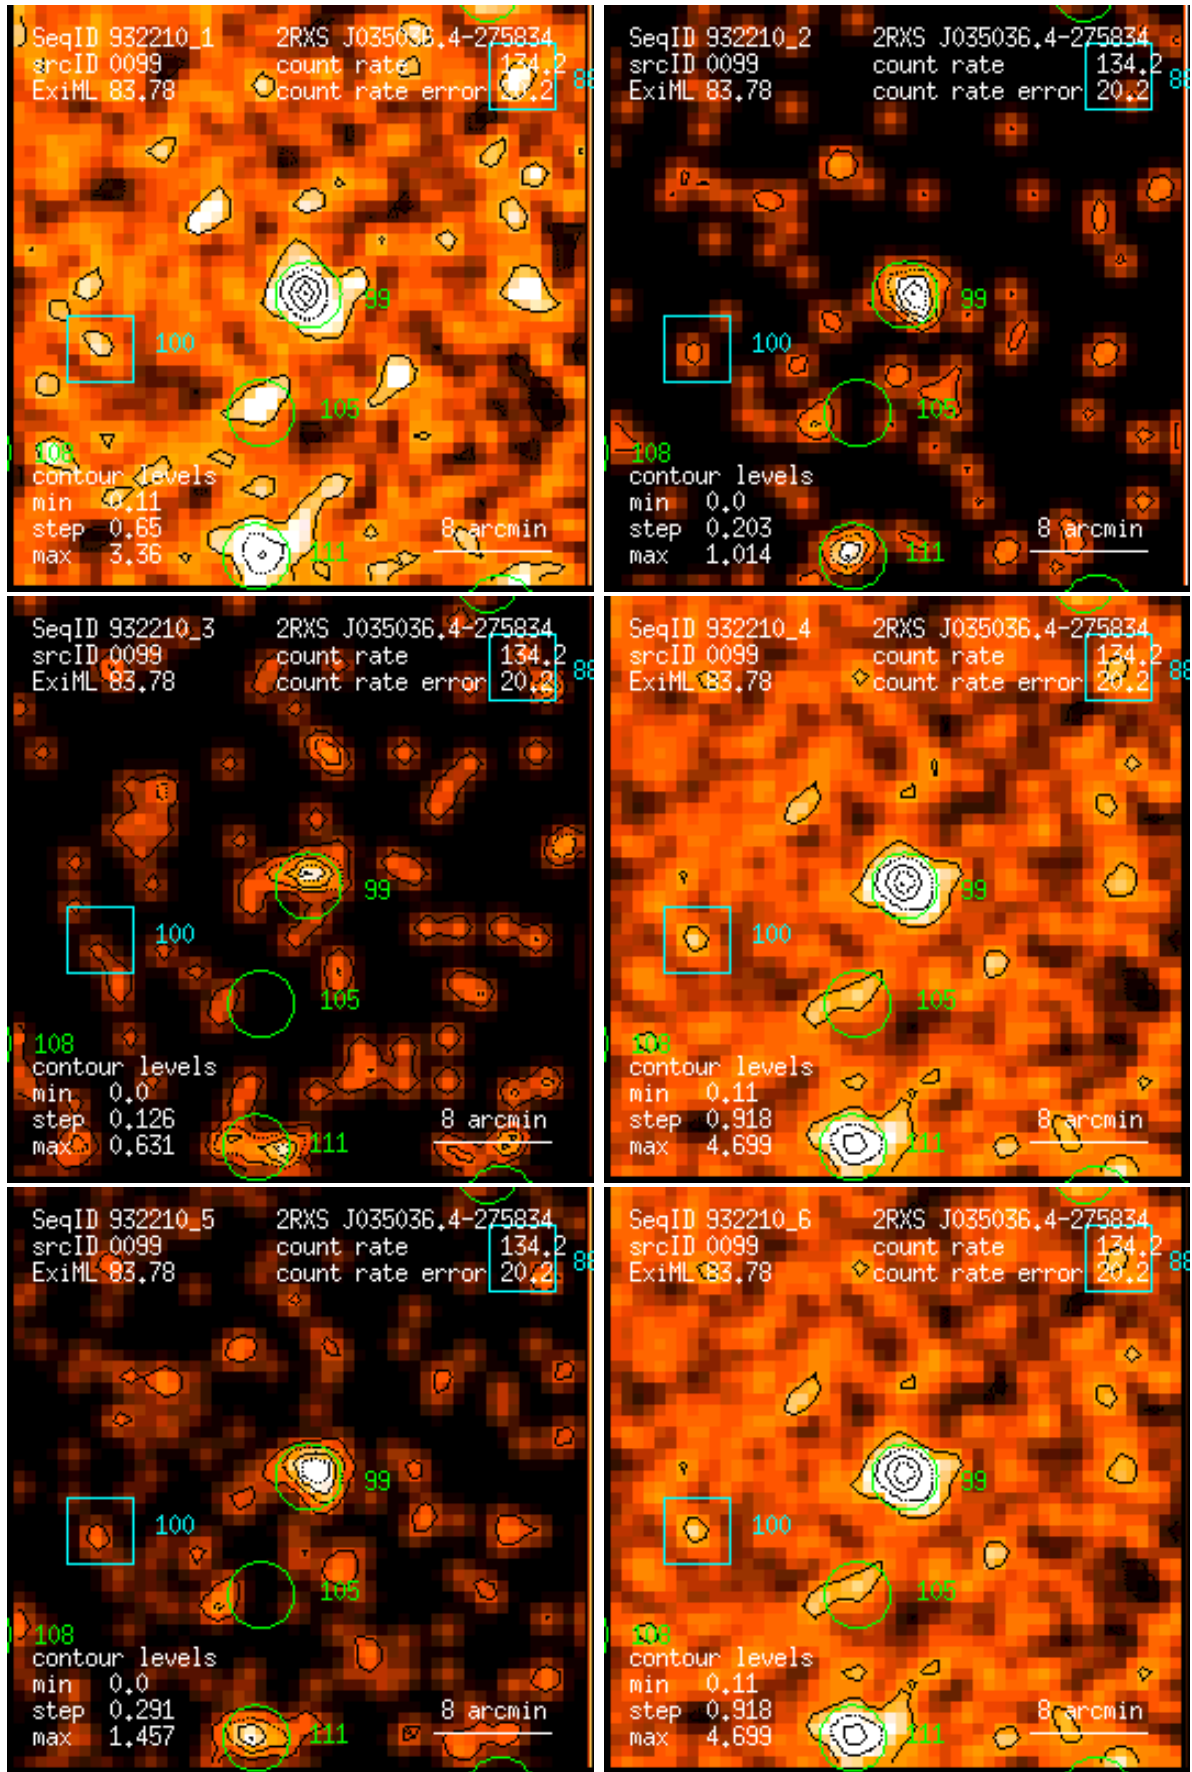 SeqID 932210_1 2RXS J035036.4-275834
srcID 0099 count rate 134.2
ExiML 83.78 count rate error 20.2
88
99
100
105
108
contour levels
min 0.11
step 0.65 8 arcmin
max 3.36 111
SeqID 932210_2 2RXS J035036.4-275834
srcID 0099 count rate 134.2
ExiML 83.78 count rate error 20.2
88
99
100
105
108
contour levels
min 0.0
step 0.203 8 arcmin
max 1.014 111
SeqID 932210_3 2RXS J035036.4-275834
srcID 0099 count rate 134.2
ExiML 83.78 count rate error 20.2
88
99
100
105
108
contour levels
min 0.0
step 0.126 8 arcmin
max 0.631 111
SeqID 932210_4 2RXS J035036.4-275834
srcID 0099 count rate 134.2
ExiML 83.78 count rate error 20.2
88
99
100
105
108
contour levels
min 0.11
step 0.918 8 arcmin
max 4.699 111
SeqID 932210_5 2RXS J035036.4-275834
srcID 0099 count rate 134.2
ExiML 83.78 count rate error 20.2
88
99
100
105
108
contour levels
min 0.0
step 0.291 8 arcmin
max 1.457 111
SeqID 932210_6 2RXS J035036.4-275834
srcID 0099 count rate 134.2
ExiML 83.78 count rate error 20.2
88
99
100
105
108
contour levels
min 0.11
step 0.918 8 arcmin
max 4.699 111